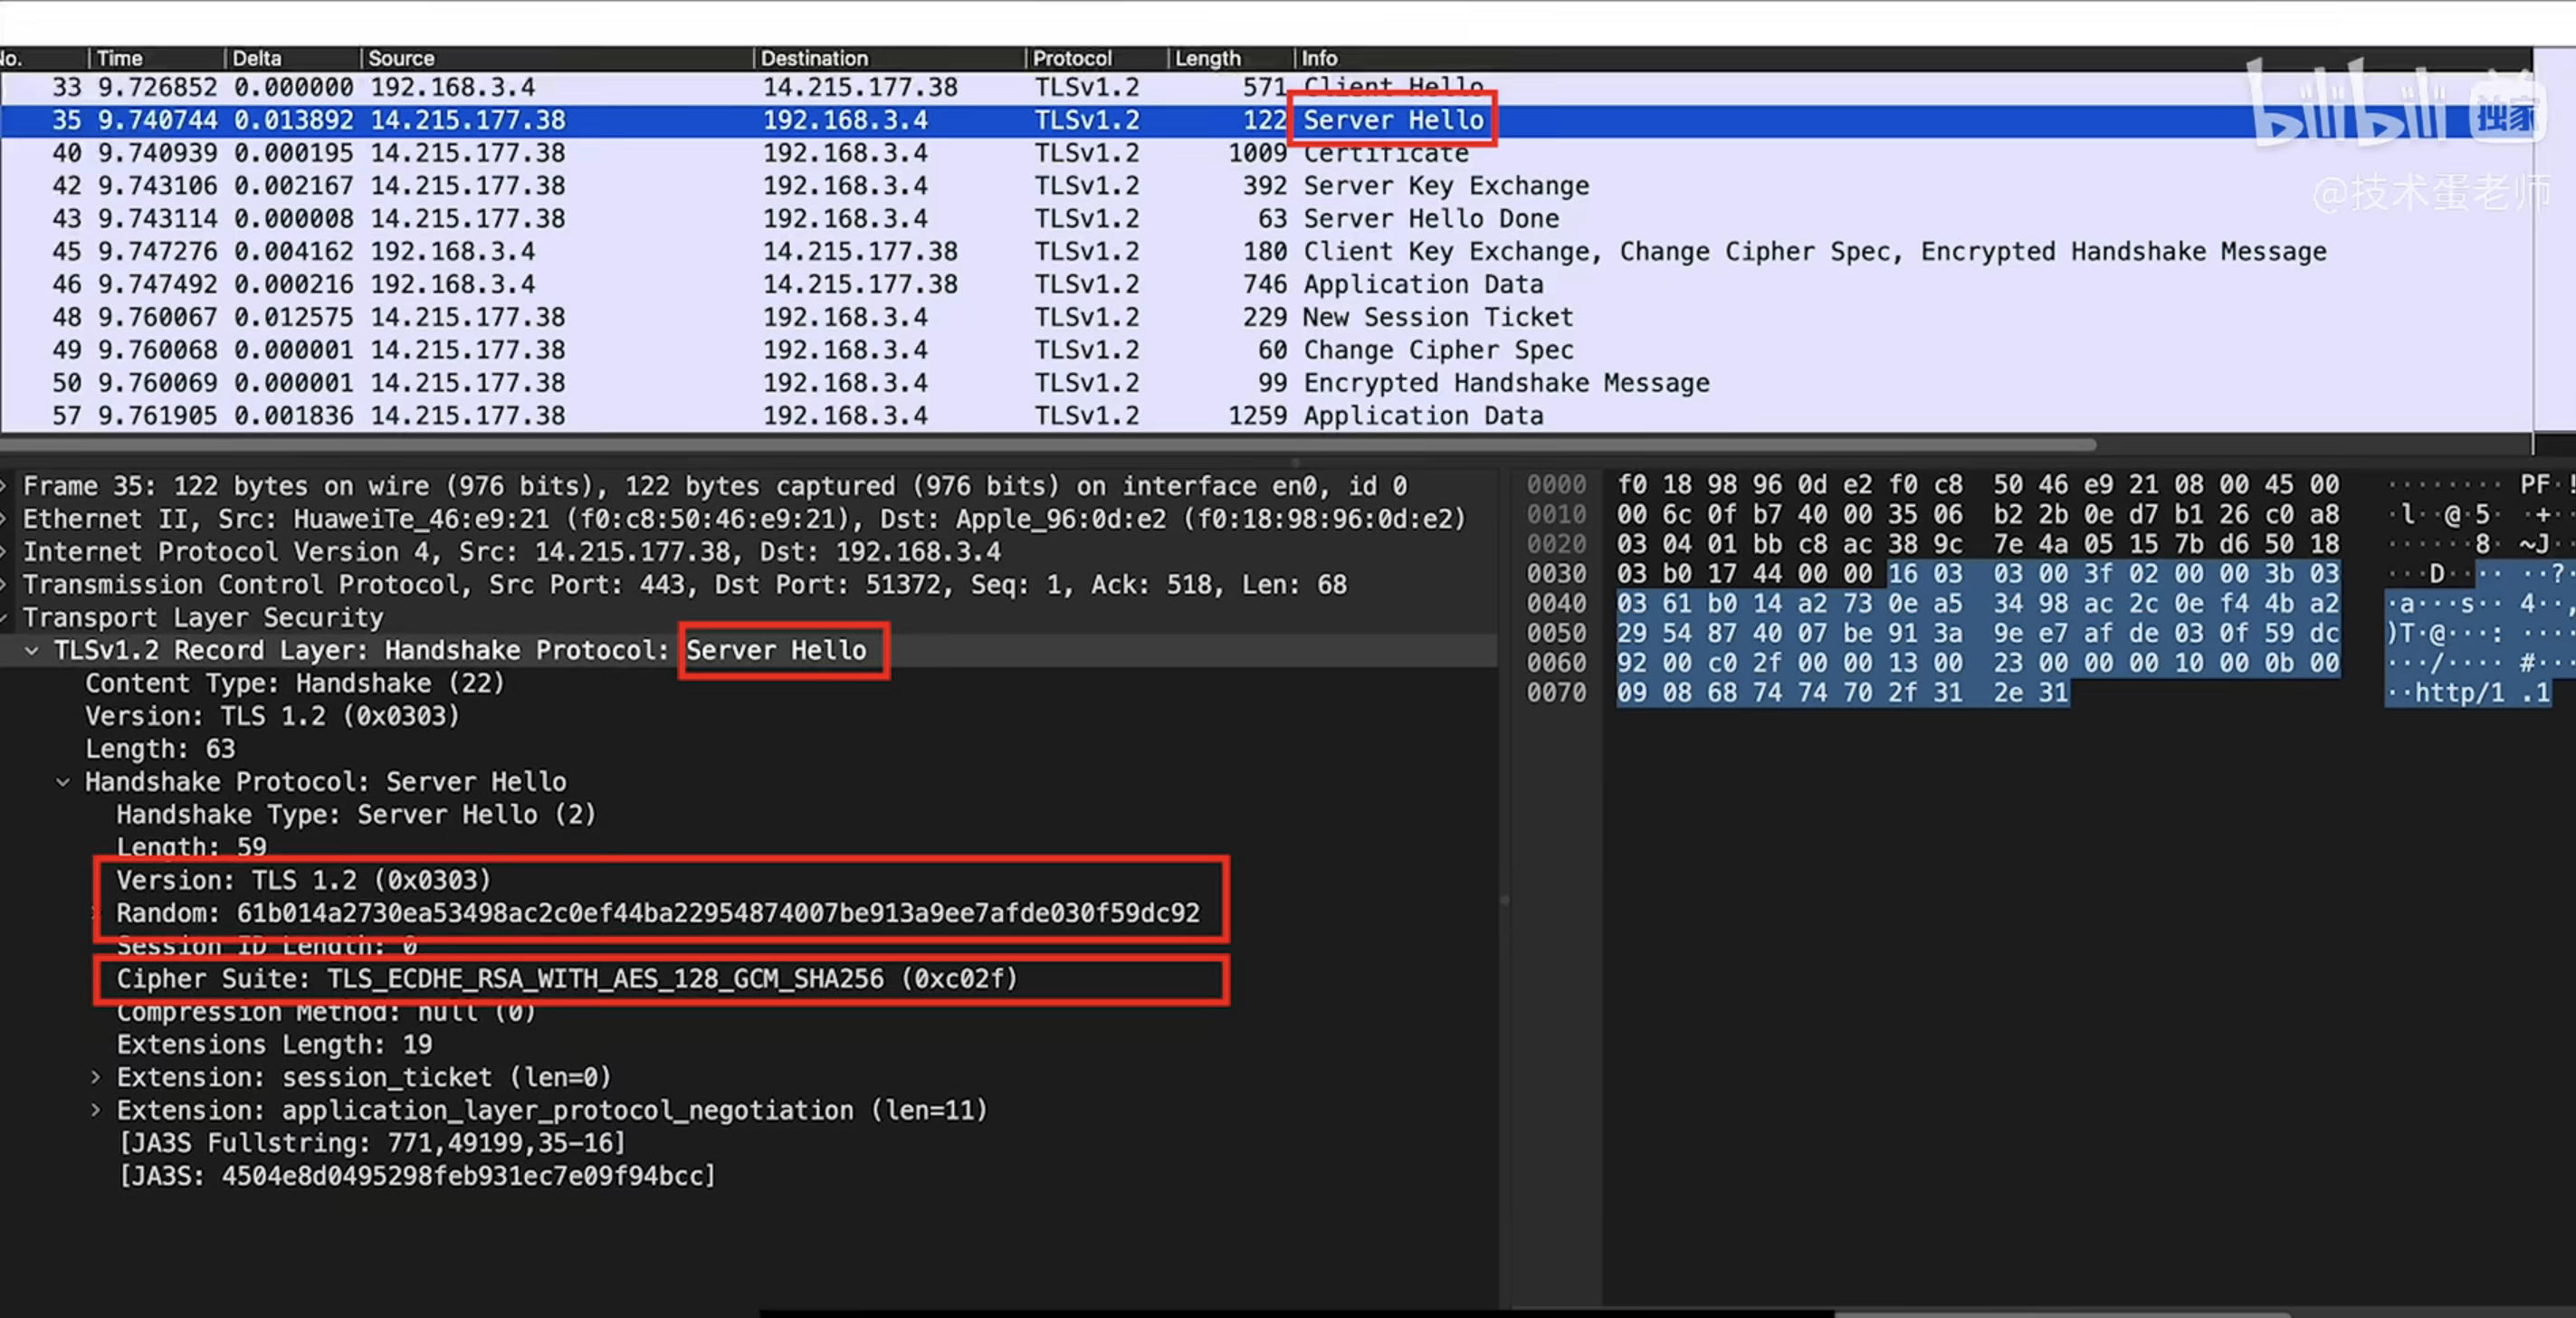 No. Time Delta Source Destination Protocol Length Info
33 9.726852 0.000000 192.168.3.4 14.215.177.38 TLSv1.2 571 Client Hello
35 9.740744 0.013892 14.215.177.38 192.168.3.4 TLSv1.2 122 Server Hello
40 9.740939 0.000195 14.215.177.38 192.168.3.4 TLSv1.2 1009 Certificate
42 9.743106 0.002167 14.215.177.38 192.168.3.4 TLSv1.2 392 Server Key Exchange
43 9.743114 0.000008 14.215.177.38 192.168.3.4 TLSv1.2 63 Server Hello Done
45 9.747276 0.004162 192.168.3.4 14.215.177.38 TLSv1.2 180 Client Key Exchange, Change Cipher Spec, Encrypted Handshake Message
46 9.747492 0.000216 192.168.3.4 14.215.177.38 TLSv1.2 746 Application Data
48 9.760067 0.012575 14.215.177.38 192.168.3.4 TLSv1.2 229 New Session Ticket
49 9.760068 0.000001 14.215.177.38 192.168.3.4 TLSv1.2 60 Change Cipher Spec
50 9.760069 0.000001 14.215.177.38 192.168.3.4 TLSv1.2 99 Encrypted Handshake Message
57 9.761905 0.001836 14.215.177.38 192.168.3.4 TLSv1.2 1259 Application Data
bilibili 独家
@技术蛋老师
Frame 35: 122 bytes on wire (976 bits), 122 bytes captured (976 bits) on interface en0, id 0
Ethernet II, Src: HuaweiTe_46:e9:21 (f0:c8:50:46:e9:21), Dst: Apple_96:0d:e2 (f0:18:98:96:0d:e2)
Internet Protocol Version 4, Src: 14.215.177.38, Dst: 192.168.3.4
Transmission Control Protocol, Src Port: 443, Dst Port: 51372, Seq: 1, Ack: 518, Len: 68
Transport Layer Security
TLSv1.2 Record Layer: Handshake Protocol: Server Hello
Content Type: Handshake (22)
Version: TLS 1.2 (0x0303)
Length: 63
Handshake Protocol: Server Hello
Handshake Type: Server Hello (2)
Length: 59
Version: TLS 1.2 (0x0303)
Random: 61b014a2730ea53498ac2c0ef44ba22954874007be913a9ee7afde030f59dc92
Session ID Length: 0
Cipher Suite: TLS_ECDHE_RSA_WITH_AES_128_GCM_SHA256 (0xc02f)
Compression Method: null (0)
Extensions Length: 19
Extension: session_ticket (len=0)
Extension: application_layer_protocol_negotiation (len=11)
[JA3S Fullstring: 771,49199,35-16]
[JA3S: 4504e8d0495298feb931ec7e09f94bcc]
0000 f0 18 98 96 0d e2 f0 c8 50 46 e9 21 08 00 45 00 ········ PF·!
0010 00 6c 0f b7 40 00 35 06 b2 2b 0e d7 b1 26 c0 a8 ·l··@·5· ·+··
0020 03 04 01 bb c8 ac 38 9c 7e 4a 05 15 7b d6 50 18 ······8· ~J··
0030 03 b0 17 44 00 00 16 03 03 00 3f 02 00 00 3b 03 ···D···· ··?·
0040 03 61 b0 14 a2 73 0e a5 34 98 ac 2c 0e f4 4b a2 ·a···s·· 4··,
0050 29 54 87 40 07 be 91 3a 9e e7 af de 03 0f 59 dc )T·@···: ····
0060 92 00 c0 2f 00 00 13 00 23 00 00 00 10 00 0b 00 ···/···· #···
0070 09 08 68 74 74 70 2f 31 2e 31 ··http/1 .1